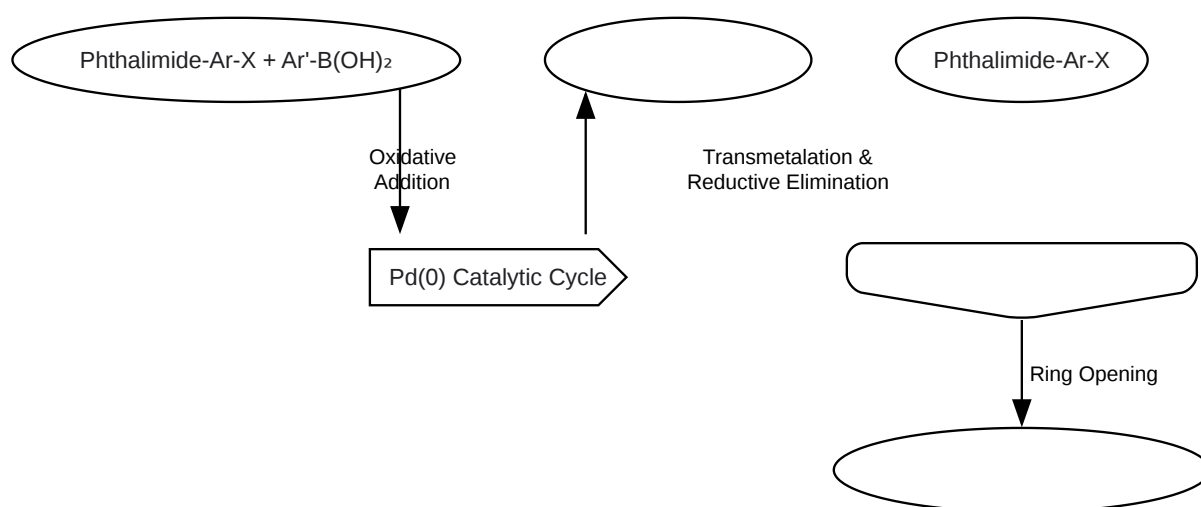 Phthalimide-Ar-X + Ar'-B(OH)₂
Phthalimide-Ar-X
Oxidative
Addition
Transmetalation &
Reductive Elimination
Pd(0) Catalytic Cycle
Ring Opening